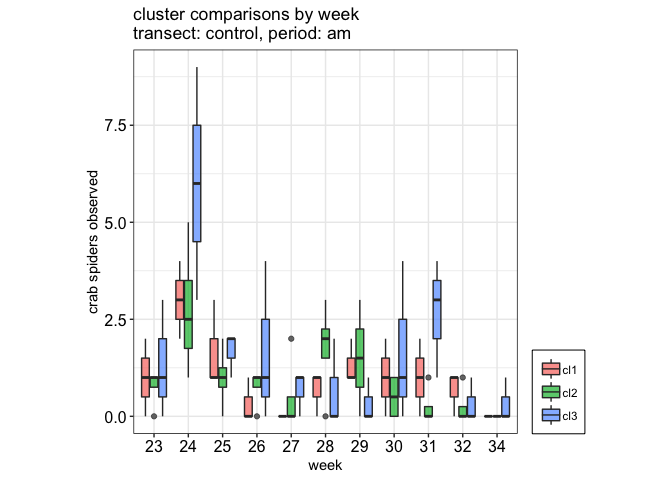 cluster comparisons by week
transect: control, period: am
7.5
5.0
2.5
0.0
crab spiders observed
23 24 25 26 27 28 29 30 31 32 34
week
cl1
cl2
cl3